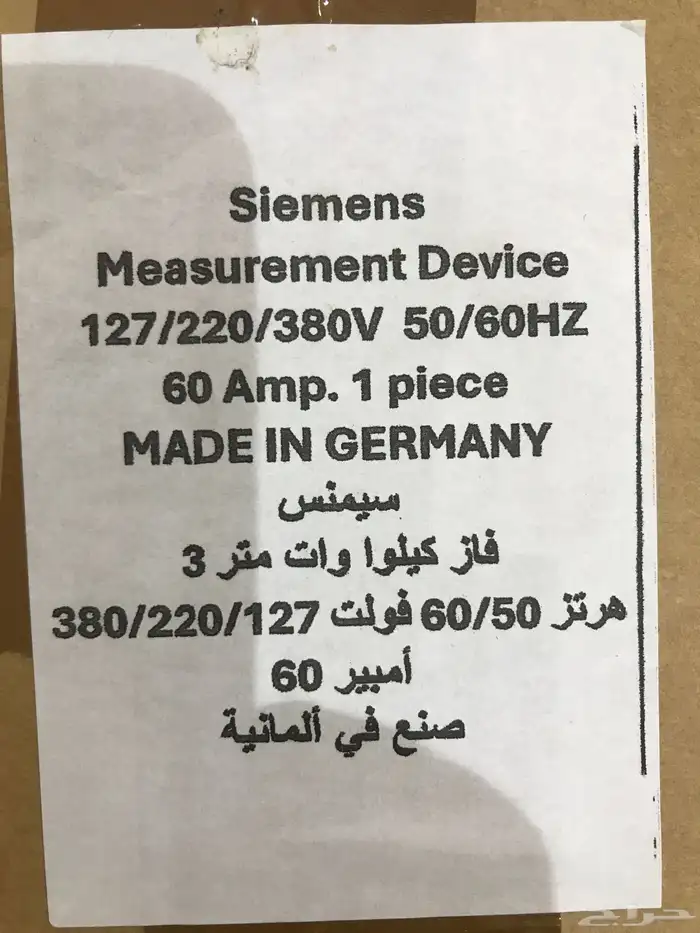 Siemens
Measurement Device
127/220/380V 50/60HZ
60 Amp. 1 piece
MADE IN GERMANY
سيمنس
فاز كيلوا وات متر 3
هرتز 60/50 فولت 380/220/127
أمبير 60
صنع في ألمانية
حراج